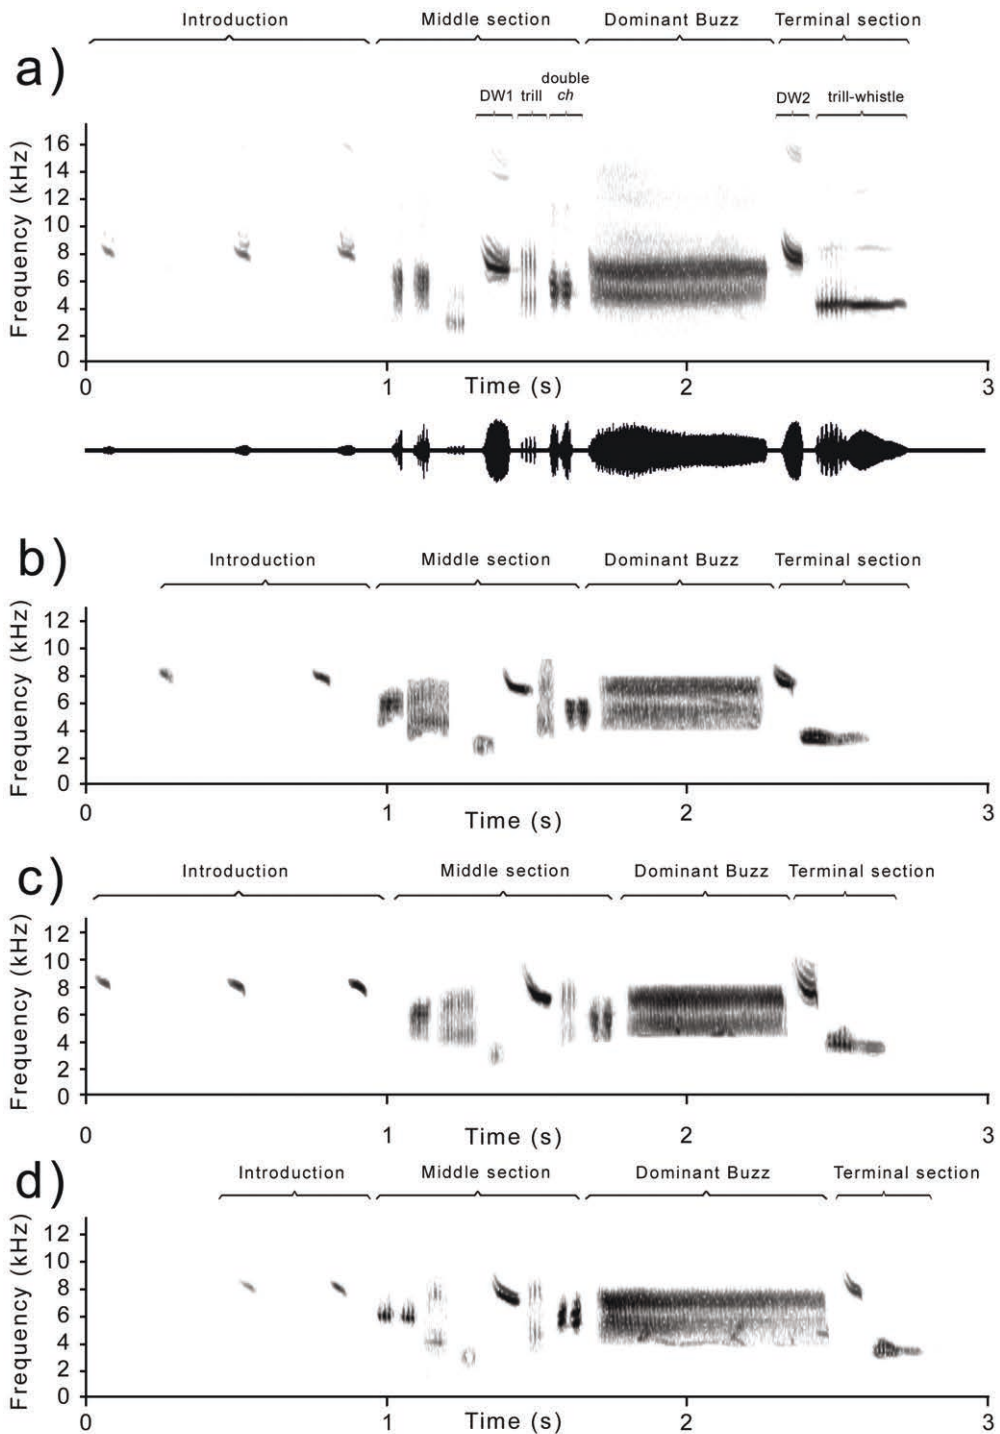 Introduction Middle section Dominant Buzz Terminal section
a)
double
DW1 trill ch DW2 trill-whistle
Frequency (kHz)
16
14
12
10
8
6
4
2
0
0 1 2 3
Time (s)
b)
Introduction Middle section Dominant Buzz Terminal section
Frequency (kHz)
12
10
8
6
4
2
0
0 1 2 3
Time (s)
c)
Introduction Middle section Dominant Buzz Terminal section
Frequency (kHz)
12
10
8
6
4
2
0
0 1 2 3
Time (s)
d)
Introduction Middle section Dominant Buzz Terminal section
Frequency (kHz)
12
10
8
6
4
2
0
0 1 2 3
Time (s)